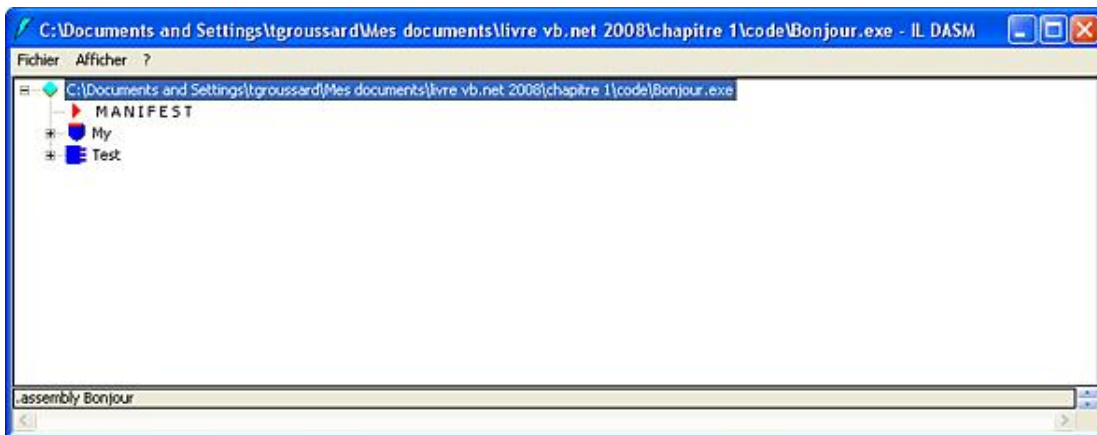 C:\Documents and Settings\tgroussard\Mes documents\livre vb.net 2008\chapitre 1\code\Bonjour.exe - IL DASM
Fichier Afficher ?
C:\Documents and Settings\tgroussard\Mes documents\livre vb.net 2008\chapitre 1\code\Bonjour.exe
MANIFEST
My
Test
.assembly Bonjour